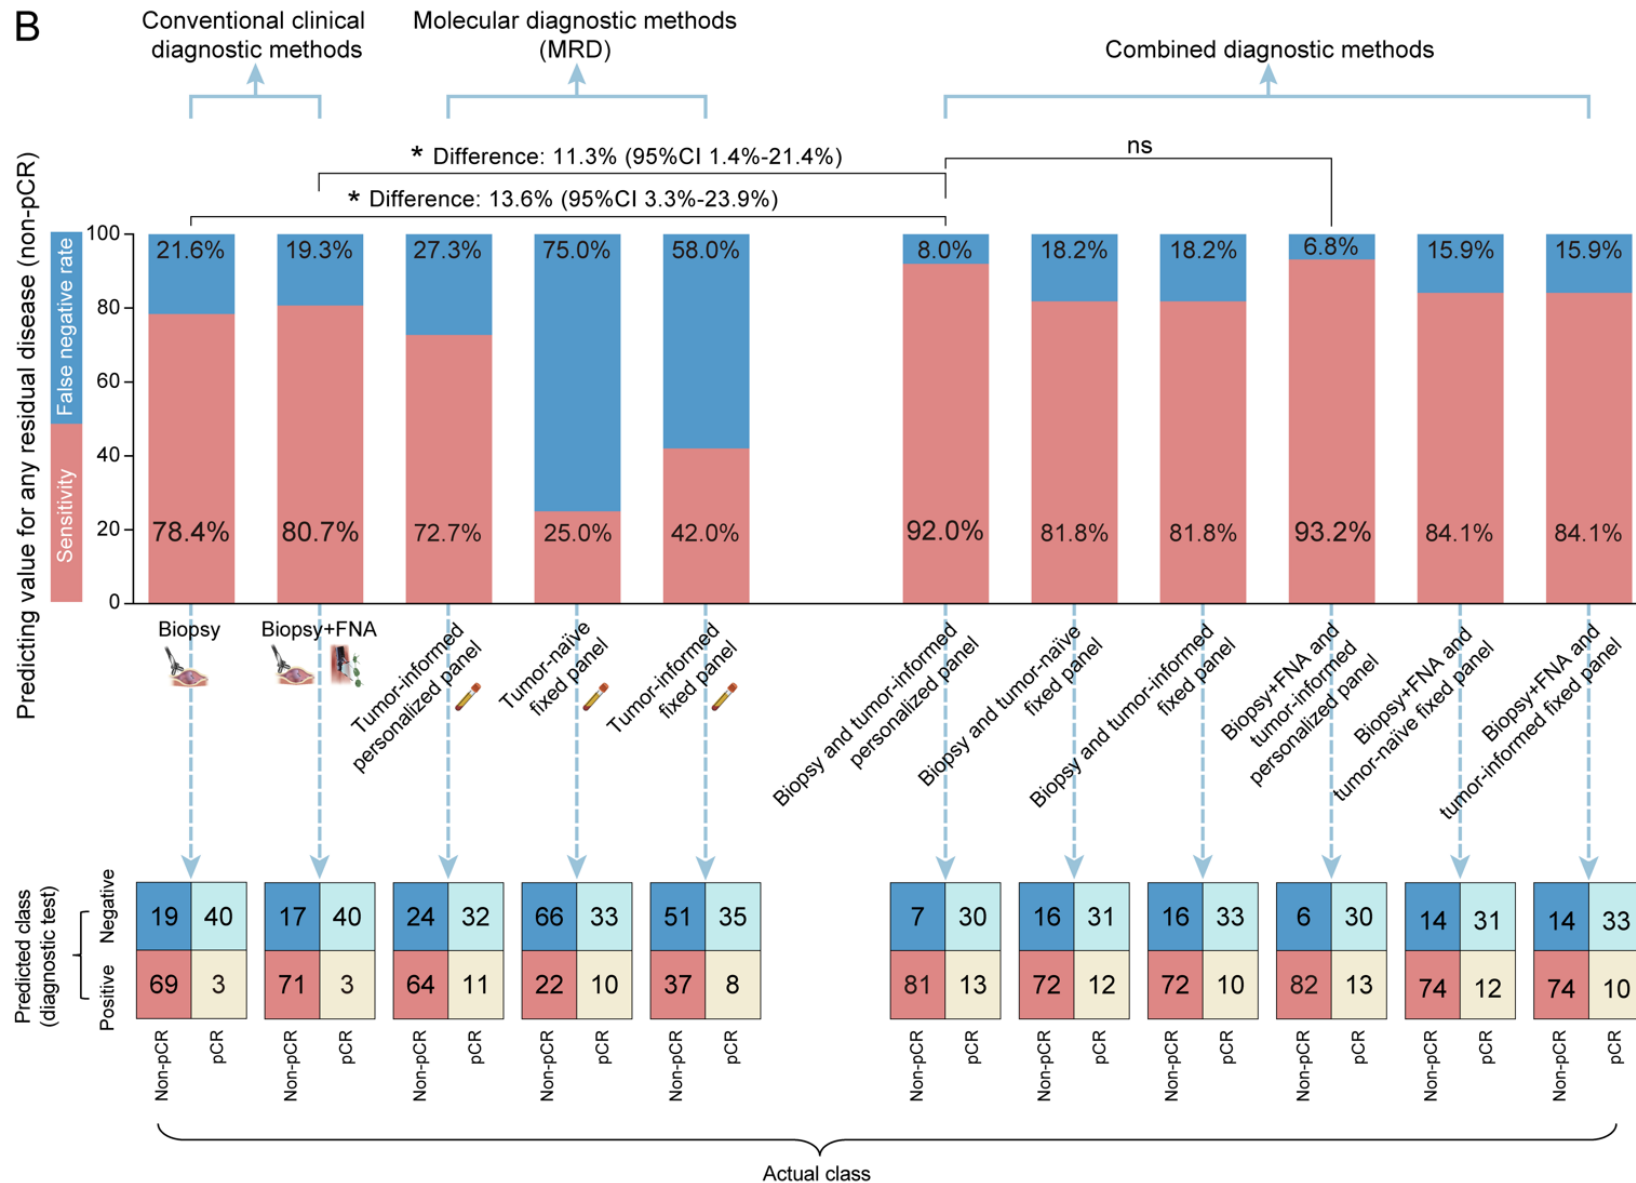 B
Conventional clinical
diagnostic methods
Molecular diagnostic methods
(MRD)
Combined diagnostic methods
* Difference: 11.3% (95%CI 1.4%-21.4%)
ns
* Difference: 13.6% (95%CI 3.3%-23.9%)
Predicting value for any residual disease (non-pCR)
False negative rate
Sensitivity
100
80
60
40
20
0
21.6%
19.3%
27.3%
75.0%
58.0%
8.0%
18.2%
18.2%
6.8%
15.9%
15.9%
78.4%
80.7%
72.7%
25.0%
42.0%
92.0%
81.8%
81.8%
93.2%
84.1%
84.1%
Biopsy
Biopsy+FNA
Tumor-informed
personalized panel
Tumor-naïve
fixed panel
Tumor-informed
fixed panel
Biopsy and tumor-informed
personalized panel
Biopsy and tumor-naïve
fixed panel
Biopsy and tumor-informed
fixed panel
Biopsy+FNA and
tumor-informed
personalized panel
Biopsy+FNA and
tumor-naïve fixed panel
Biopsy+FNA and
tumor-informed fixed panel
Predicted class
(diagnostic test)
Negative
Positive
19 40 17 40 24 32 66 33 51 35 7 30 16 31 16 33 6 30 14 31 14 33
69 3 71 3 64 11 22 10 37 8 81 13 72 12 72 10 82 13 74 12 74 10
Non-pCR pCR Non-pCR pCR Non-pCR pCR Non-pCR pCR Non-pCR pCR Non-pCR pCR Non-pCR pCR Non-pCR pCR Non-pCR pCR Non-pCR pCR Non-pCR pCR
Actual class